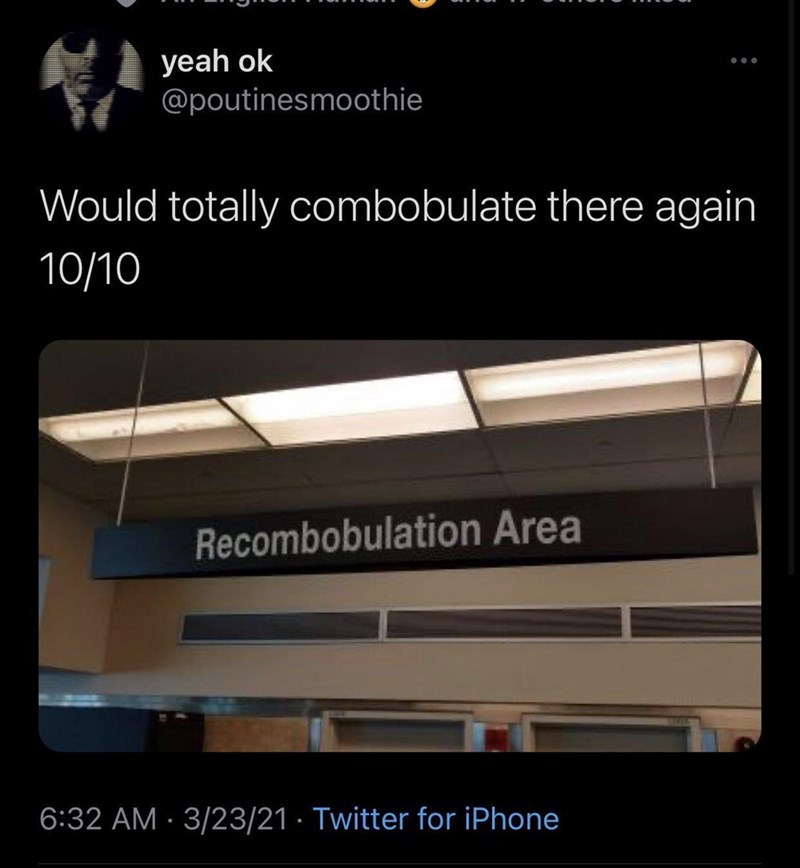 yeah ok
@poutinesmoothie
Would totally combobulate there again
10/10
Recombobulation Area
6:32 AM · 3/23/21 · Twitter for iPhone